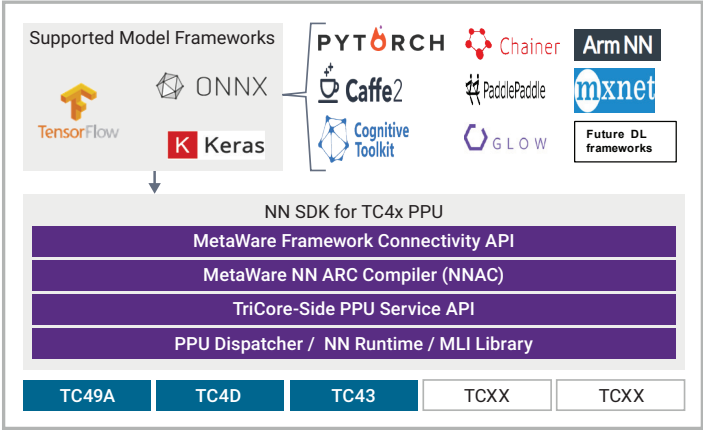 Supported Model Frameworks
TensorFlow
ONNX
K Keras
PYTORCH
Chainer
Arm NN
Caffe2
PaddlePaddle
mxnet
Cognitive
Toolkit
GLOW
Future DL
frameworks
NN SDK for TC4x PPU
MetaWare Framework Connectivity API
MetaWare NN ARC Compiler (NNAC)
TriCore-Side PPU Service API
PPU Dispatcher / NN Runtime / MLI Library
TC49A
TC4D
TC43
TCXX
TCXX